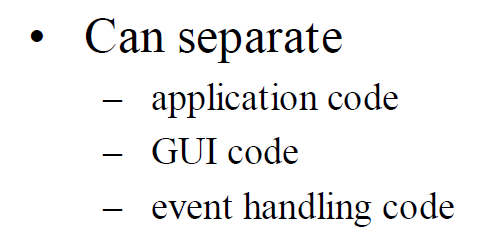 • Can separate
– application code
– GUI code
– event handling code